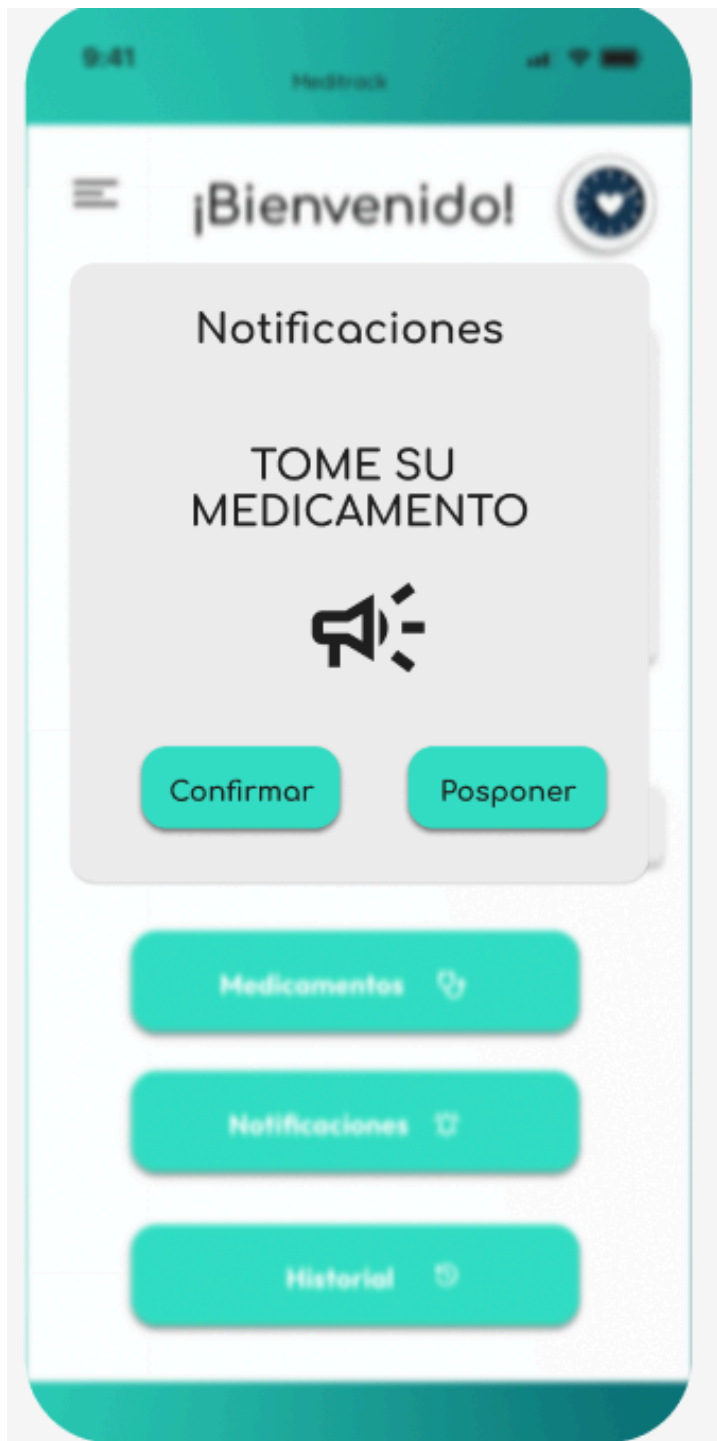 9:41
Meditrack
¡Bienvenido!
Notificaciones
TOME SU
MEDICAMENTO
Confirmar
Posponer
Medicamentos
Notificaciones
Historial